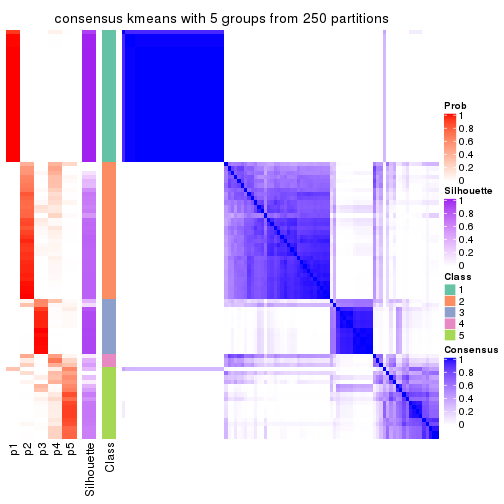 consensus kmeans with 5 groups from 250 partitions
Prob
1
0.8
0.6
0.4
0.2
0
Silhouette
1
0.8
0.6
0.4
0.2
0
Class
1
2
3
4
5
Consensus
1
0.8
0.6
0.4
0.2
0
p1
p2
p3
p4
p5
Silhouette
Class